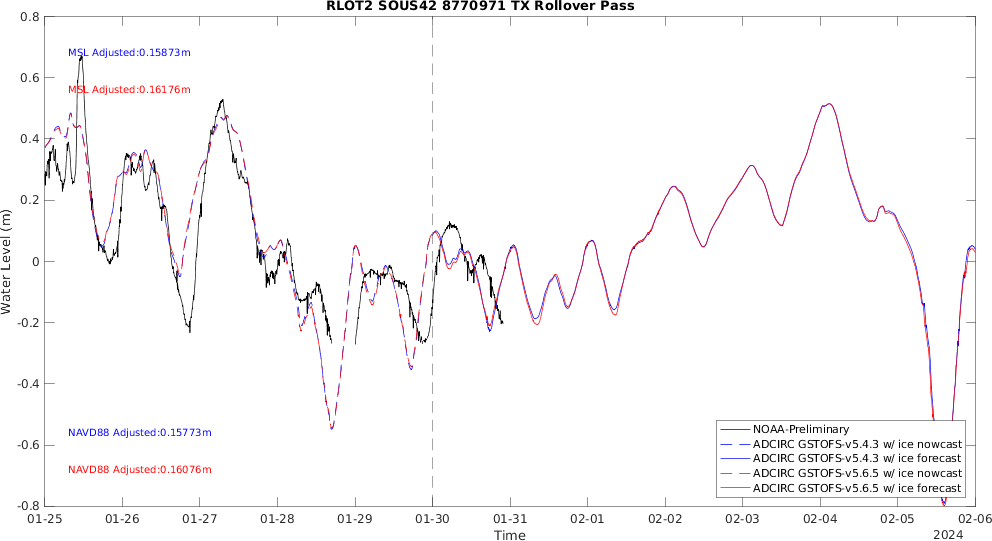 RLOT2 SOUS42 8770971 TX Rollover Pass
0.8
0.6
0.4
0.2
0
-0.2
-0.4
-0.6
-0.8
Water Level (m)
MSL Adjusted:0.15873m
MSL Adjusted:0.16176m
NAVD88 Adjusted:0.15773m
NAVD88 Adjusted:0.16076m
NOAA-Preliminary
ADCIRC GSTOFS-v5.4.3 w/ ice nowcast
ADCIRC GSTOFS-v5.4.3 w/ ice forecast
ADCIRC GSTOFS-v5.6.5 w/ ice nowcast
ADCIRC GSTOFS-v5.6.5 w/ ice forecast
01-25 01-26 01-27 01-28 01-29 01-30 01-31 02-01 02-02 02-03 02-04 02-05 02-06
Time
2024